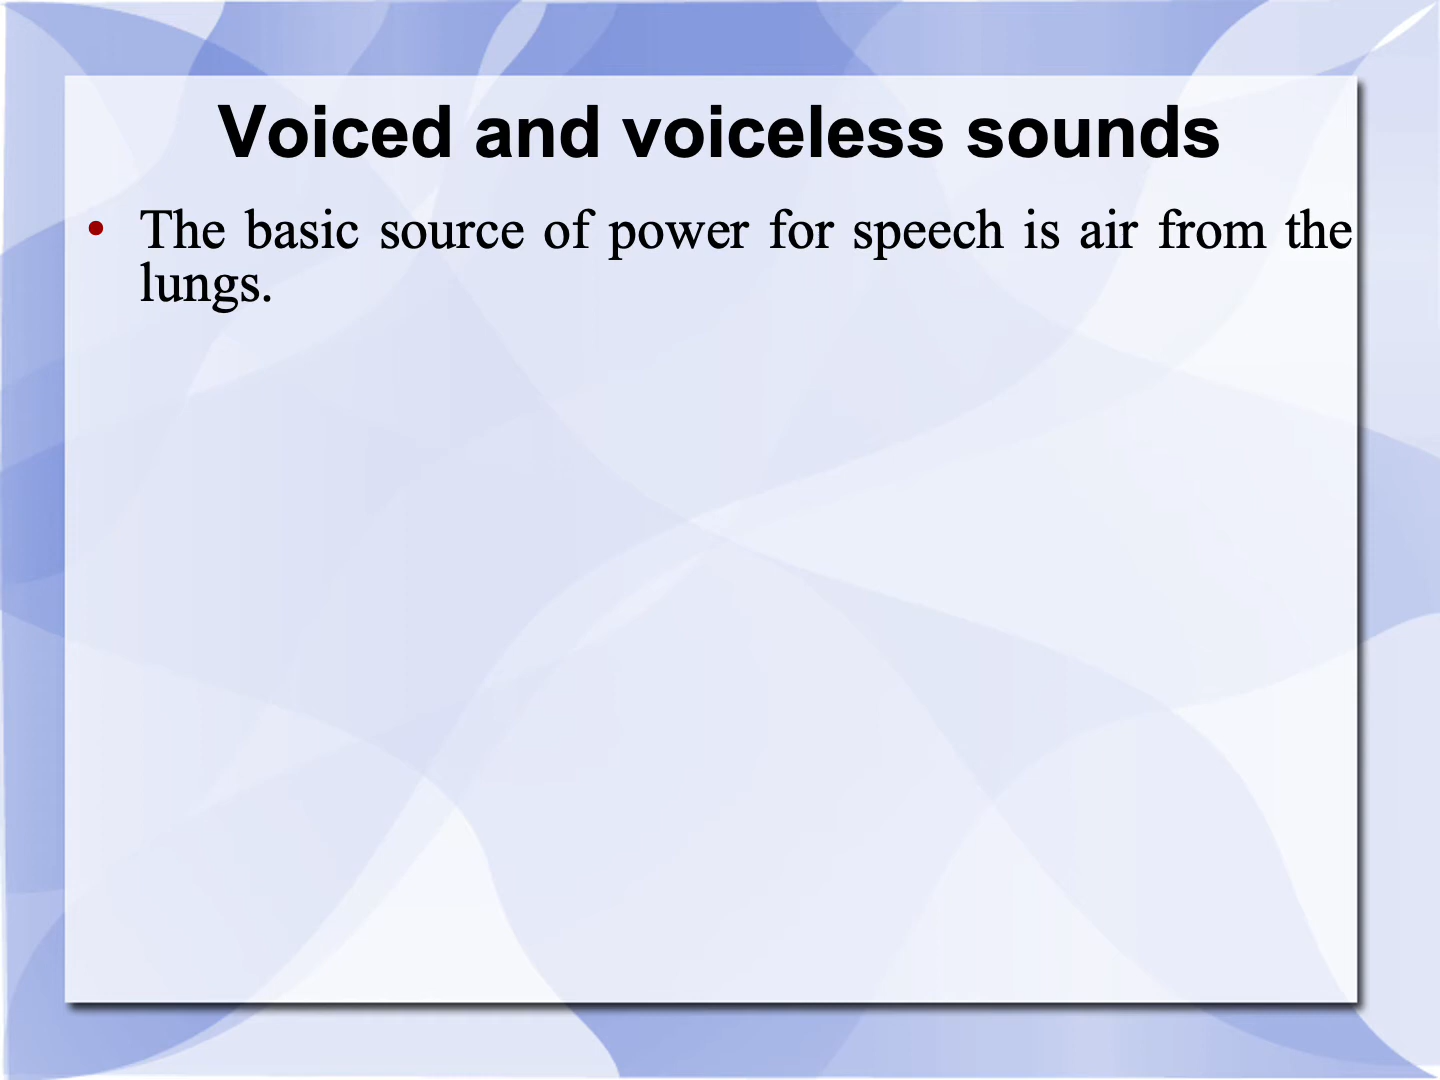 Voiced and voiceless sounds
• The basic source of power for speech is air from the
lungs.